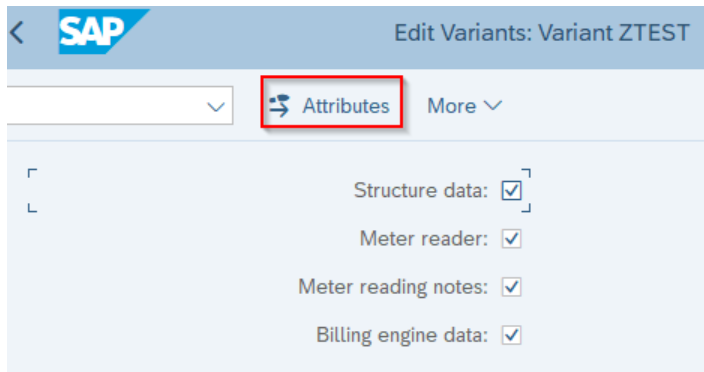 SAP Edit Variants: Variant ZTEST
Attributes More
Structure data:
Meter reader:
Meter reading notes:
Billing engine data: